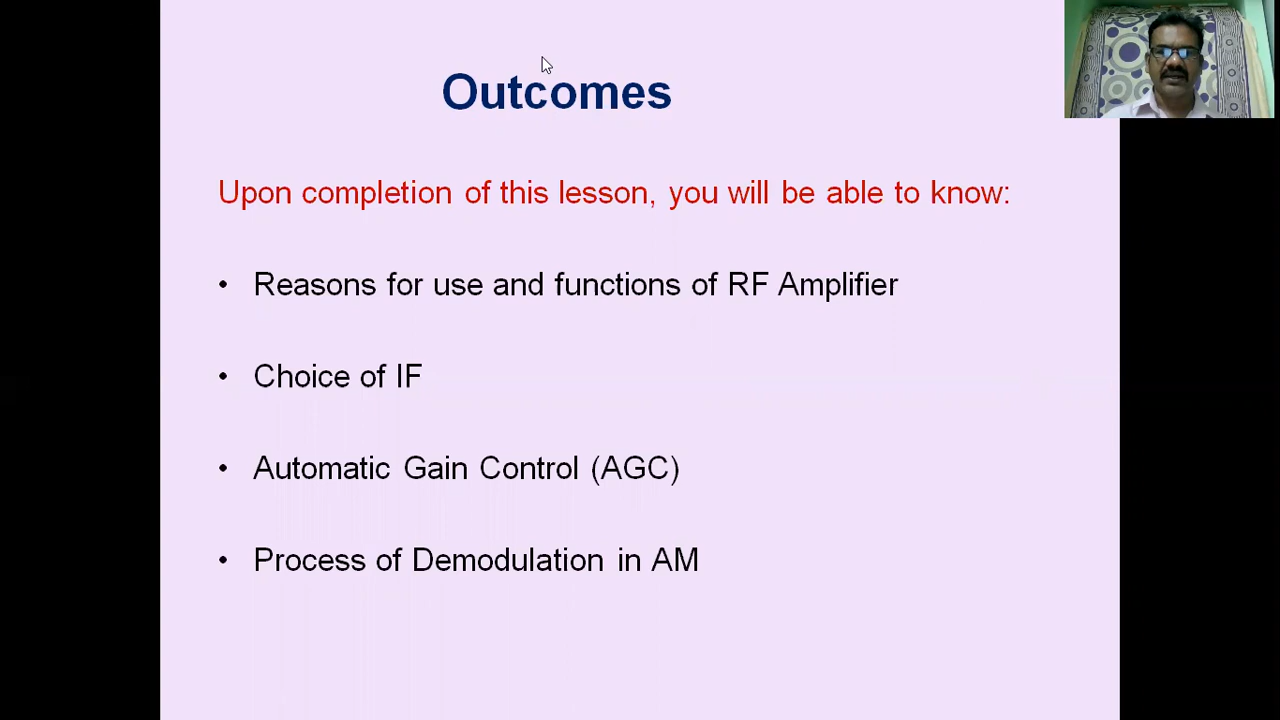 Outcomes
Upon completion of this lesson, you will be able to know:
• Reasons for use and functions of RF Amplifier
• Choice of IF
• Automatic Gain Control (AGC)
• Process of Demodulation in AM